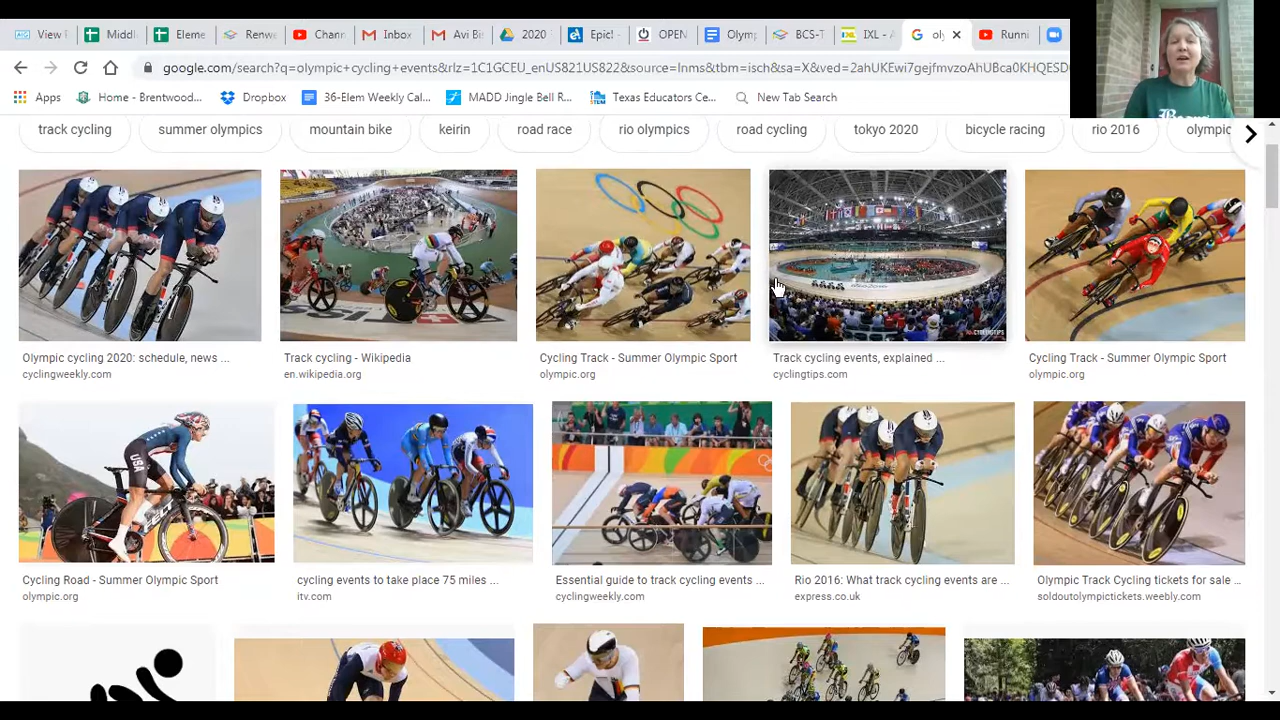 View
Middl
Eleme
Renw
Chann
Inbox
Avi Br
2020
Epic!
OPEN
Olymp
BCS-T
IXL - A
oly
Runni
google.com/search?q=olympic+cycling+events&rlz=1C1GCEU_enUS821US822&source=lnms&tbm=isch&sa=X&ved=2ahUKEwi7gejfmvzoAhUBca0KHQESD
Apps
Home - Brentwood...
Dropbox
36-Elem Weekly Cal...
MADD Jingle Bell R...
Texas Educators Ce...
New Tab Search
track cycling
summer olympics
mountain bike
keirin
road race
rio olympics
road cycling
tokyo 2020
bicycle racing
rio 2016
olympic
Olympic cycling 2020: schedule, news ...
cyclingweekly.com
Track cycling - Wikipedia
en.wikipedia.org
Cycling Track - Summer Olympic Sport
olympic.org
Track cycling events, explained ...
cyclingtips.com
Cycling Track - Summer Olympic Sport
olympic.org
Cycling Road - Summer Olympic Sport
olympic.org
cycling events to take place 75 miles ...
itv.com
Essential guide to track cycling events ...
cyclingweekly.com
Rio 2016: What track cycling events are ...
express.co.uk
Olympic Track Cycling tickets for sale ...
soldoutolympictickets.weebly.com
USA